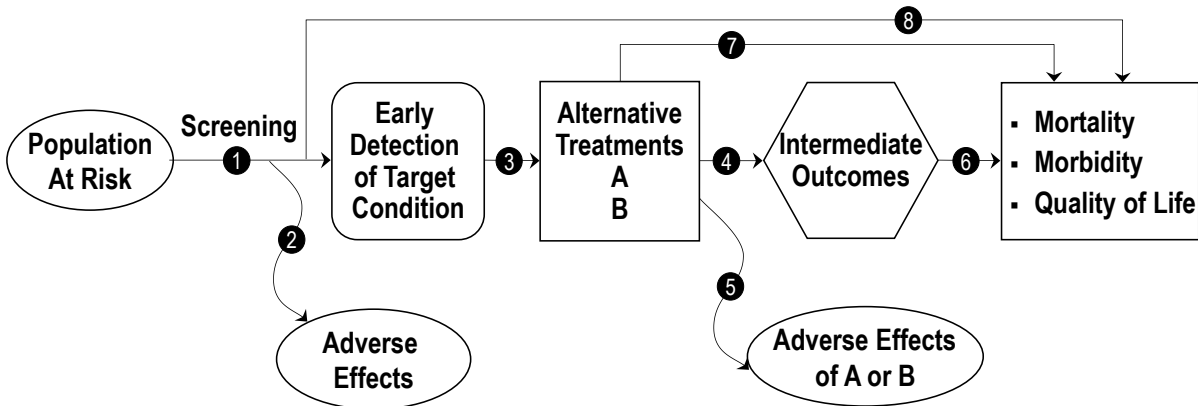 8
7
Screening
1
Population
At Risk
2
Early
Detection
of Target
Condition
3
Alternative
Treatments
A
B
4
5
Intermediate
Outcomes
6
▪ Mortality
▪ Morbidity
▪ Quality of Life
Adverse
Effects
Adverse Effects
of A or B